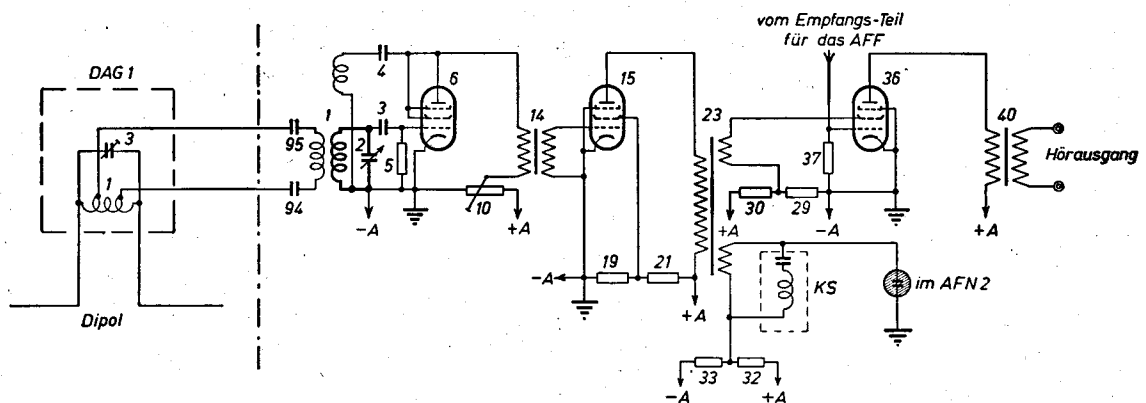 vom Empfangs-Teil
für das AFF
DAG 1
4
6
15
36
3
1
3
14
23
40
95
2
5
37
Hörausgang
1
94
10
30
29
-A
+A
+A
-A
+A
19
21
-A
+A
KS
im AFN 2
Dipol
33
32
-A
+A